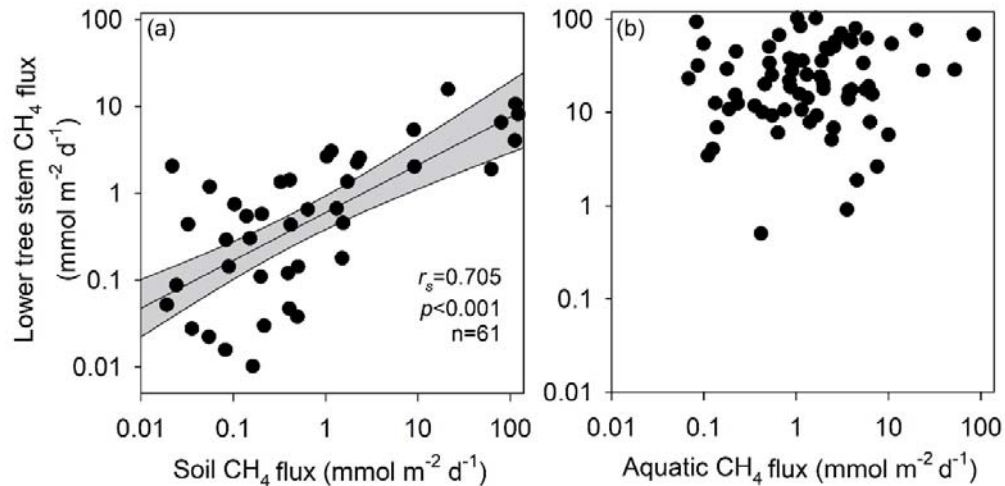 (a)
Lower tree stem CH₄ flux
(mmol m⁻² d⁻¹)
100
10
1
0.1
0.01
rₛ=0.705
p<0.001
n=61
0.01 0.1 1 10 100
Soil CH₄ flux (mmol m⁻² d⁻¹)
(b)
100
10
1
0.1
0.01
0.01 0.1 1 10 100
Aquatic CH₄ flux (mmol m⁻² d⁻¹)